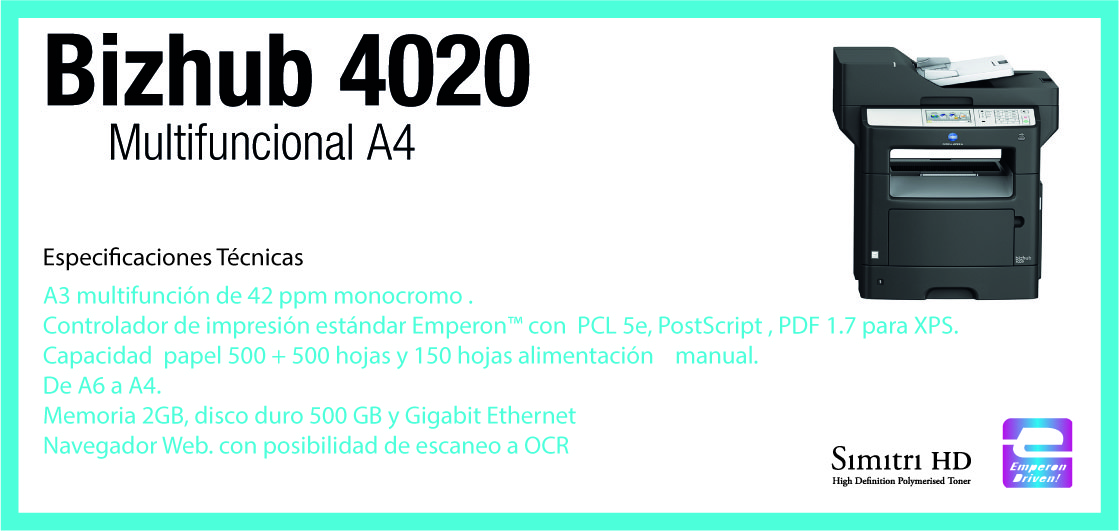 Bizhub 4020
Multifuncional A4
Especificaciones Técnicas
A3 multifunción de 42 ppm monocromo .
Controlador de impresión estándar Emperon™ con PCL 5e, PostScript , PDF 1.7 para XPS.
Capacidad papel 500 + 500 hojas y 150 hojas alimentación manual.
De A6 a A4.
Memoria 2GB, disco duro 500 GB y Gigabit Ethernet
Navegador Web. con posibilidad de escaneo a OCR
Simitri HD
High Definition Polymerised Toner
Emperon
Driven!